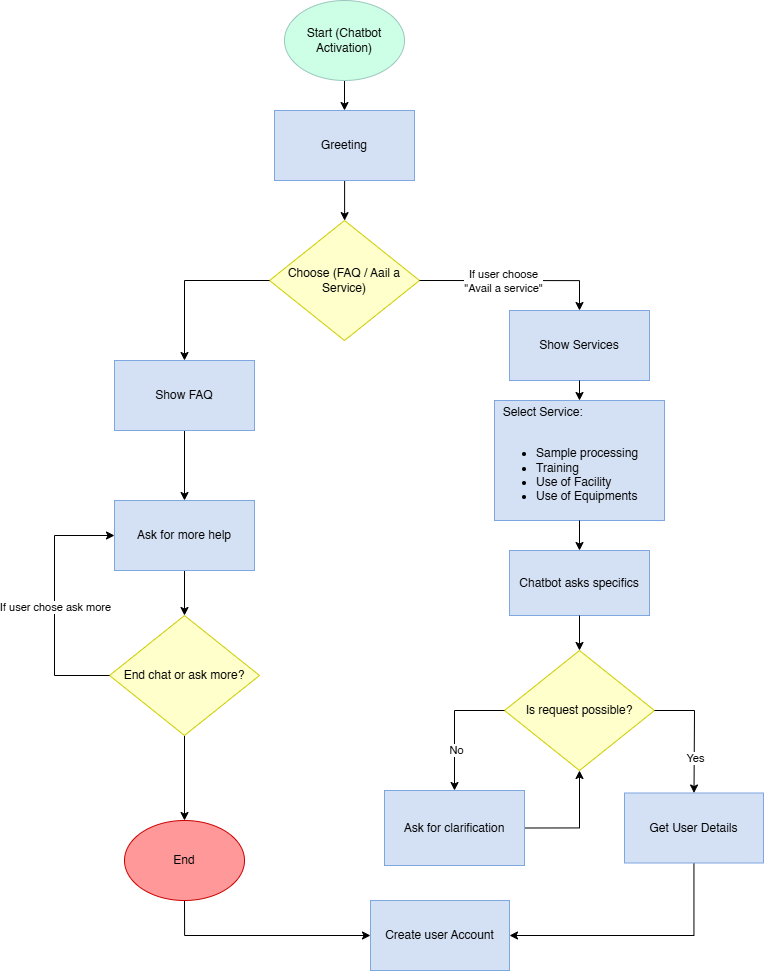 Start (Chatbot
Activation)
Greeting
Choose (FAQ / Aail a
Service)
If user choose
"Avail a service"
Show Services
Show FAQ
Select Service:
Sample processing
Training
Use of Facility
Use of Equipments
Ask for more help
Chatbot asks specifics
If user chose ask more
End chat or ask more?
Is request possible?
No
Yes
Ask for clarification
Get User Details
End
Create user Account